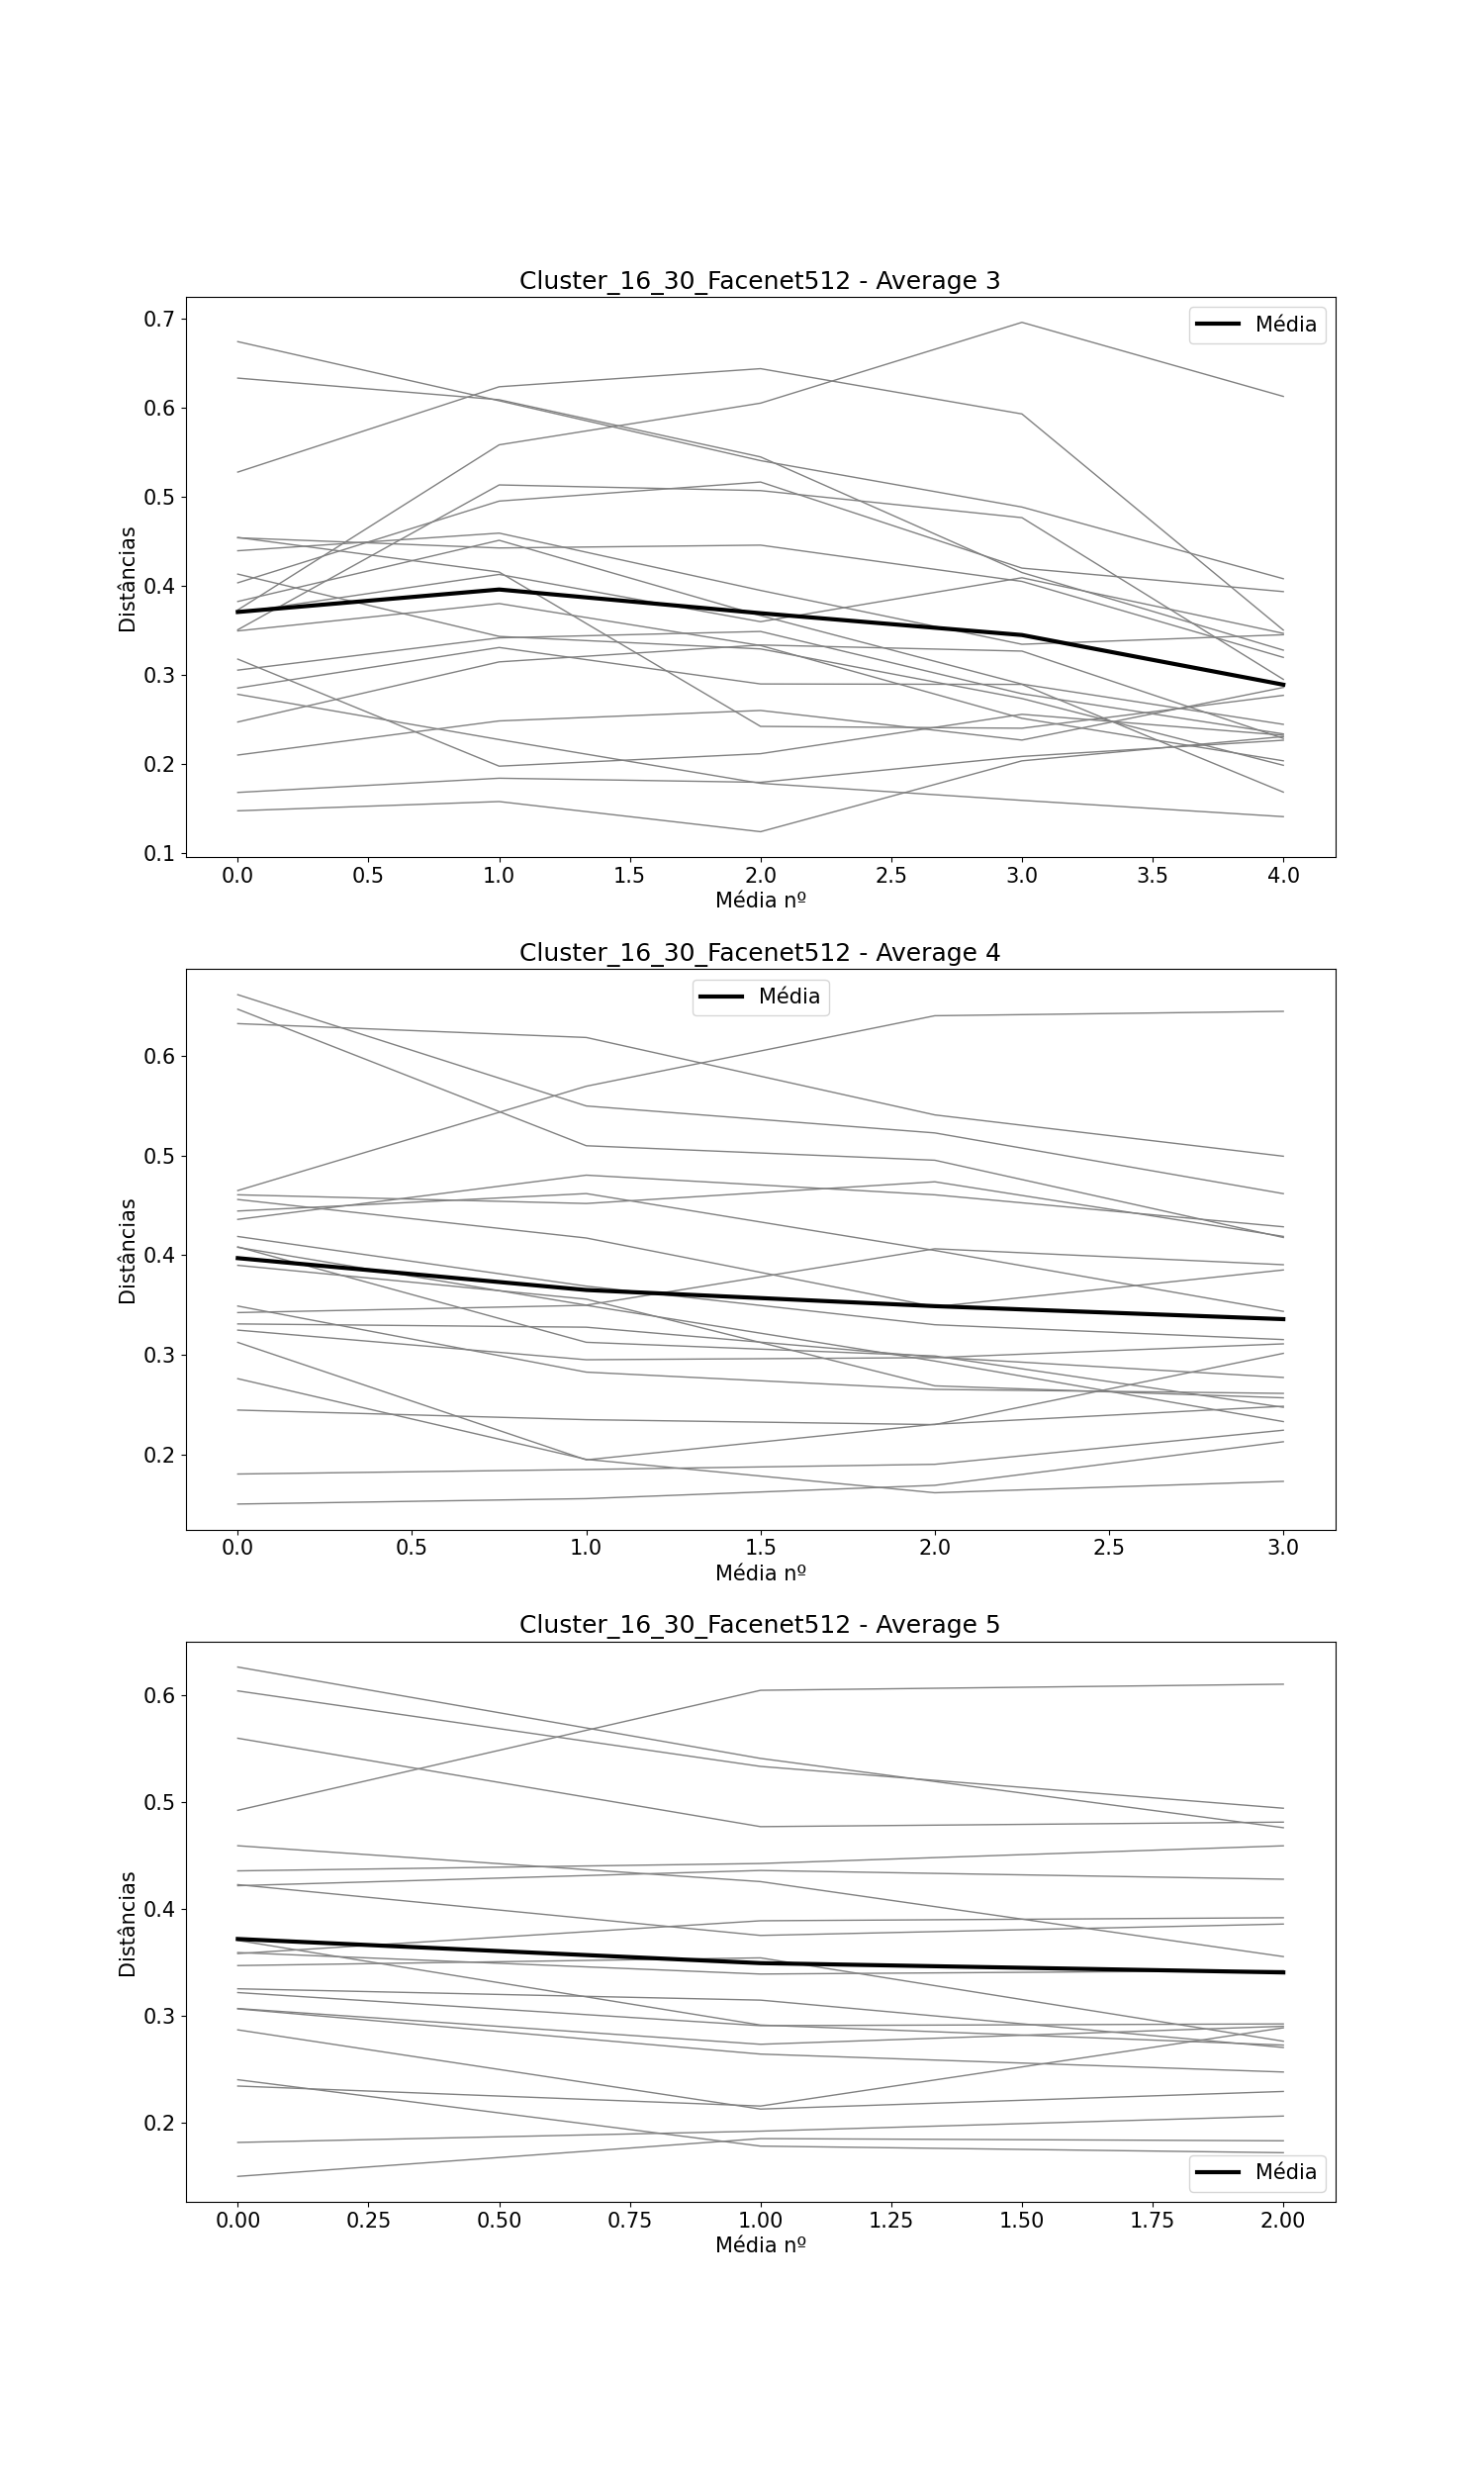 Cluster_16_30_Facenet512 - Average 3
Média
0.7
0.6
0.5
0.4
0.3
0.2
0.1
Distâncias
0.0 0.5 1.0 1.5 2.0 2.5 3.0 3.5 4.0
Média nº
Cluster_16_30_Facenet512 - Average 4
Média
0.6
0.5
0.4
0.3
0.2
Distâncias
0.0 0.5 1.0 1.5 2.0 2.5 3.0
Média nº
Cluster_16_30_Facenet512 - Average 5
0.6
0.5
0.4
0.3
0.2
Distâncias
Média
0.00 0.25 0.50 0.75 1.00 1.25 1.50 1.75 2.00
Média nº